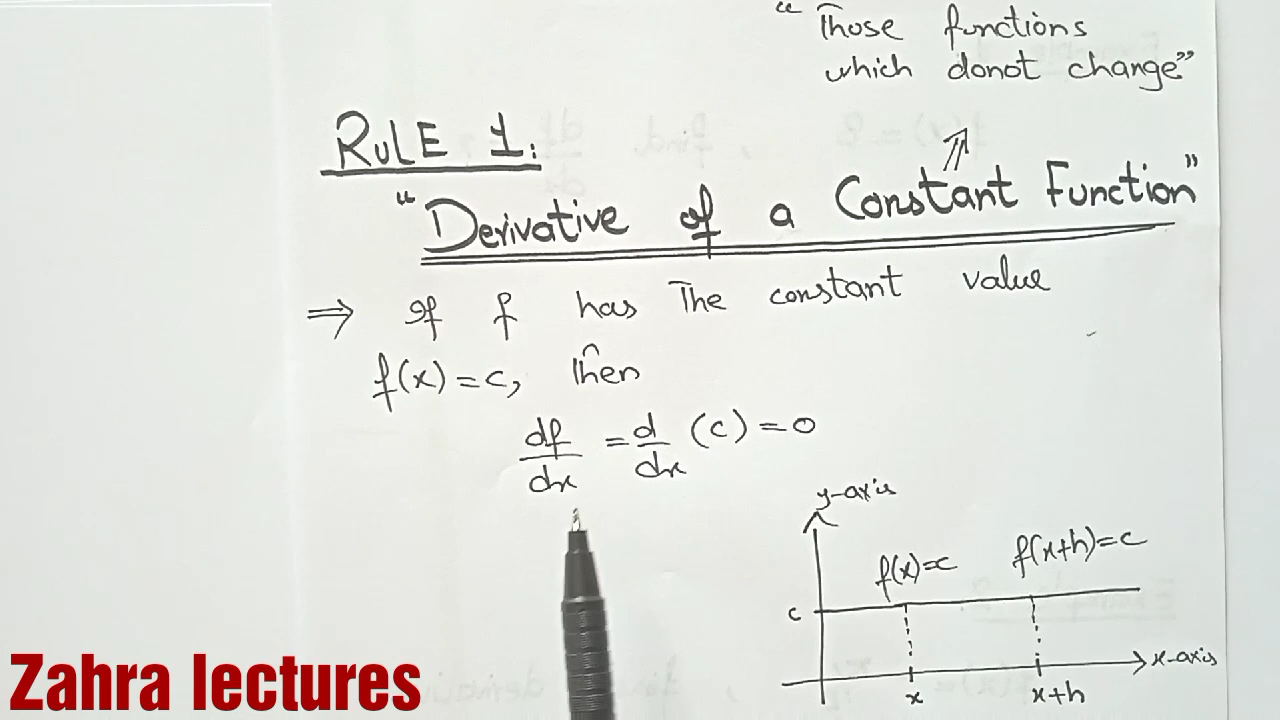 " Those functions
which donot change"
RULE 1:
"Derivative of a Constant Function"
⇒ If f has The constant value
f(x) = c, Then
df/dx = d/dx (c) = 0
y-axis
f(x)=c
f(x+h)=c
c
x-axis
x
x+h
Zahra lectures